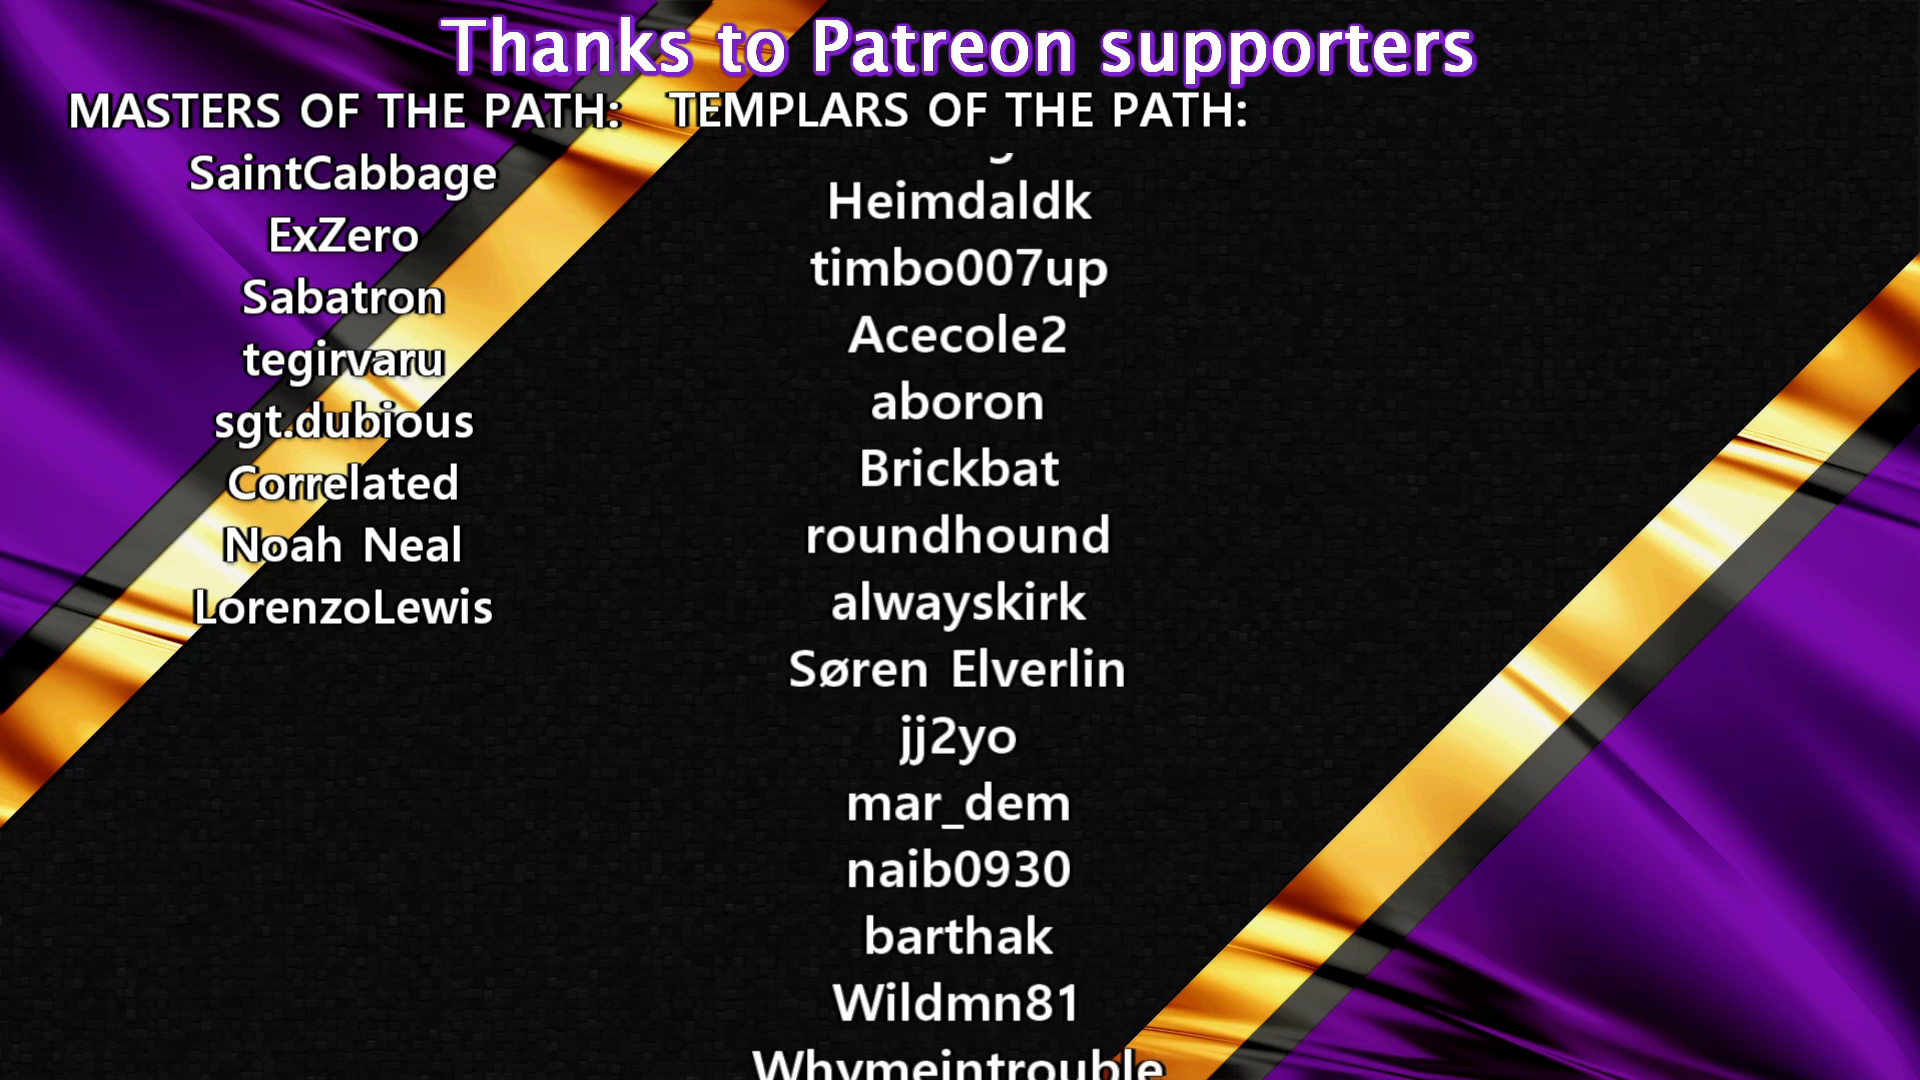 Thanks to Patreon supporters
MASTERS OF THE PATH:
SaintCabbage
ExZero
Sabatron
tegirvaru
sgt.dubious
Correlated
Noah Neal
LorenzoLewis
TEMPLARS OF THE PATH:
Heimdaldk
timbo007up
Acecole2
aboron
Brickbat
roundhound
alwayskirk
Søren Elverlin
jj2yo
mar_dem
naib0930
barthak
Wildmn81
Whymeintrouble